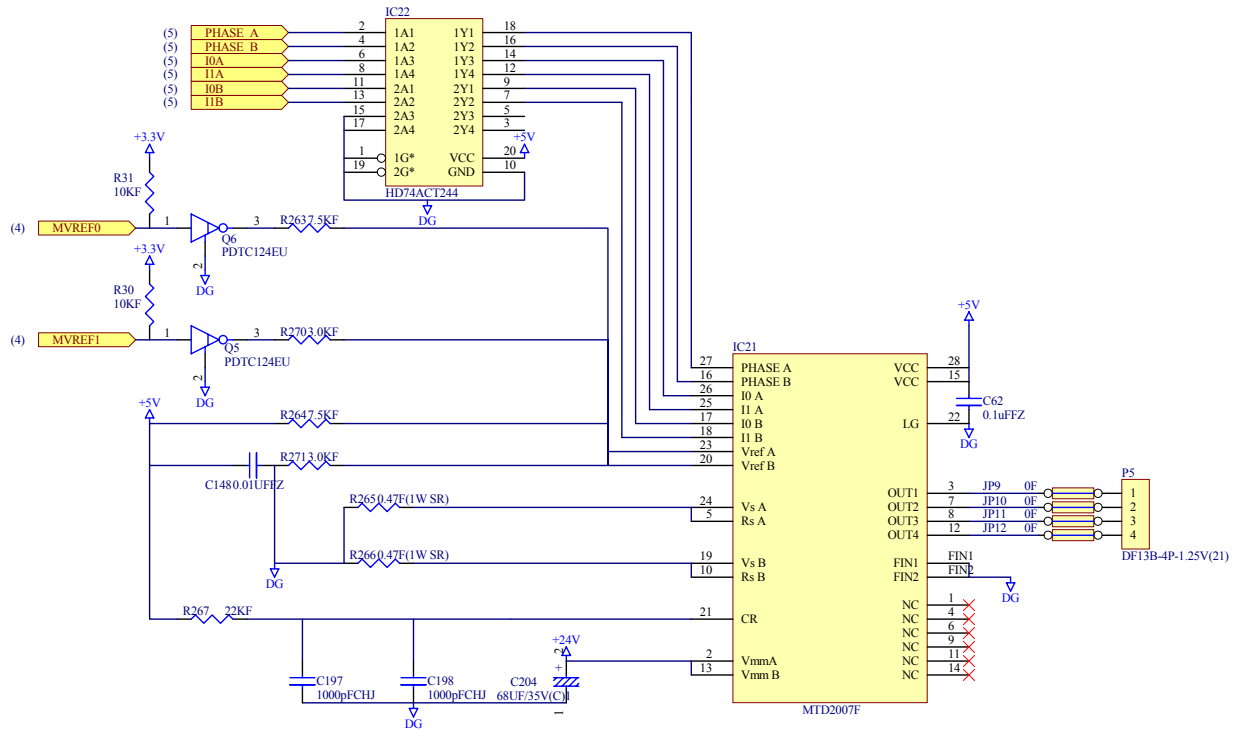 IC22
(5) PHASE A 2 1A1 1Y1 18
(5) PHASE B 4 1A2 1Y2 16
(5) I0A 6 1A3 1Y3 14
(5) I1A 8 1A4 1Y4 12
(5) I0B 11 2A1 2Y1 9
(5) I1B 13 2A2 2Y2 7
15 2A3 2Y3 5
17 2A4 2Y4 3
+5V
1 1G* VCC 20
19 2G* GND 10
HD74ACT244
DG
+3.3V
R31
10KF
(4) MVREF0 1 3 R263 7.5KF
Q6
PDTC124EU
2
DG
+3.3V
R30
10KF
(4) MVREF1 1 3 R270 3.0KF
Q5
PDTC124EU
2
DG
+5V
R264 7.5KF
R271 3.0KF
C148 0.01UFFZ
R265 0.47F(1W SR)
R266 0.47F(1W SR)
DG
R267 22KF
C197
1000pFCHJ
C198
1000pFCHJ
DG
+24V
2
+
C204
68UF/35V(C)
1
1
IC21
27 PHASE A VCC 28
16 PHASE B VCC 15
26 I0 A
25 I1 A
17 I0 B LG 22
18 I1 B
23 Vref A
20 Vref B
24 Vs A
5 Rs A
19 Vs B
10 Rs B
21 CR
2 VmmA
13 Vmm B
+5V
C62
0.1uFFZ
DG
OUT1 3 JP9 0F
OUT2 7 JP10 0F
OUT3 8 JP11 0F
OUT4 12 JP12 0F
P5
1
2
3
4
DF13B-4P-1.25V(21)
FIN1 FIN1
FIN2 FIN2
DG
NC 1
NC 4
NC 6
NC 9
NC 11
NC 14
MTD2007F